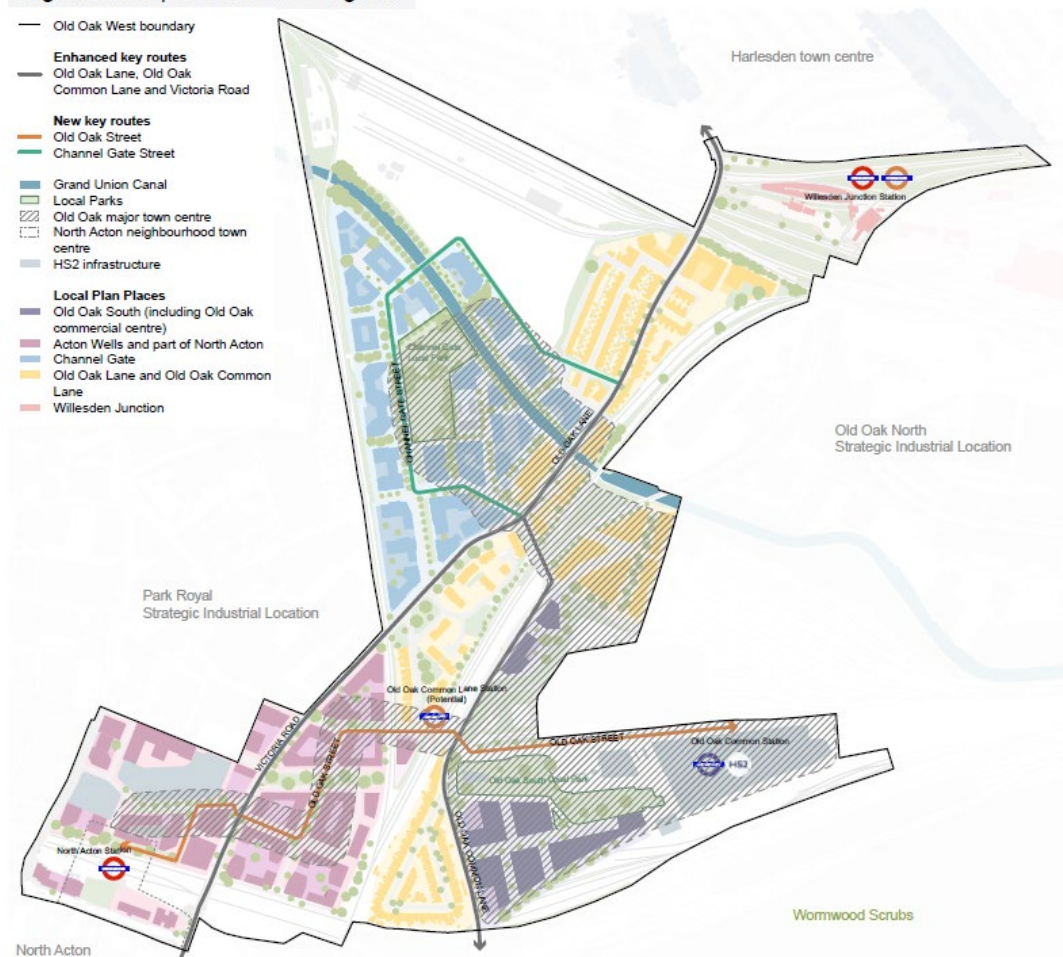 Old Oak West boundary
Enhanced key routes
Old Oak Lane, Old Oak
Common Lane and Victoria Road
New key routes
Old Oak Street
Channel Gate Street
Grand Union Canal
Local Parks
Old Oak major town centre
North Acton neighbourhood town
centre
HS2 infrastructure
Local Plan Places
Old Oak South (including Old Oak
commercial centre)
Acton Wells and part of North Acton
Channel Gate
Old Oak Lane and Old Oak Common
Lane
Willesden Junction
Harlesden town centre
Willesden Junction Station
Channel Gate
Local Park
CHANNEL GATE STREET
OLD OAK LANE
Old Oak North
Strategic Industrial Location
Park Royal
Strategic Industrial Location
Old Oak Common Lane Station
(Potential)
VICTORIA ROAD
OLD OAK STREET
OLD OAK STREET
Old Oak Common Station
HS2
Old Oak South Local Park
OLD OAK COMMON LANE
North Acton Station
Wormwood Scrubs
North Acton